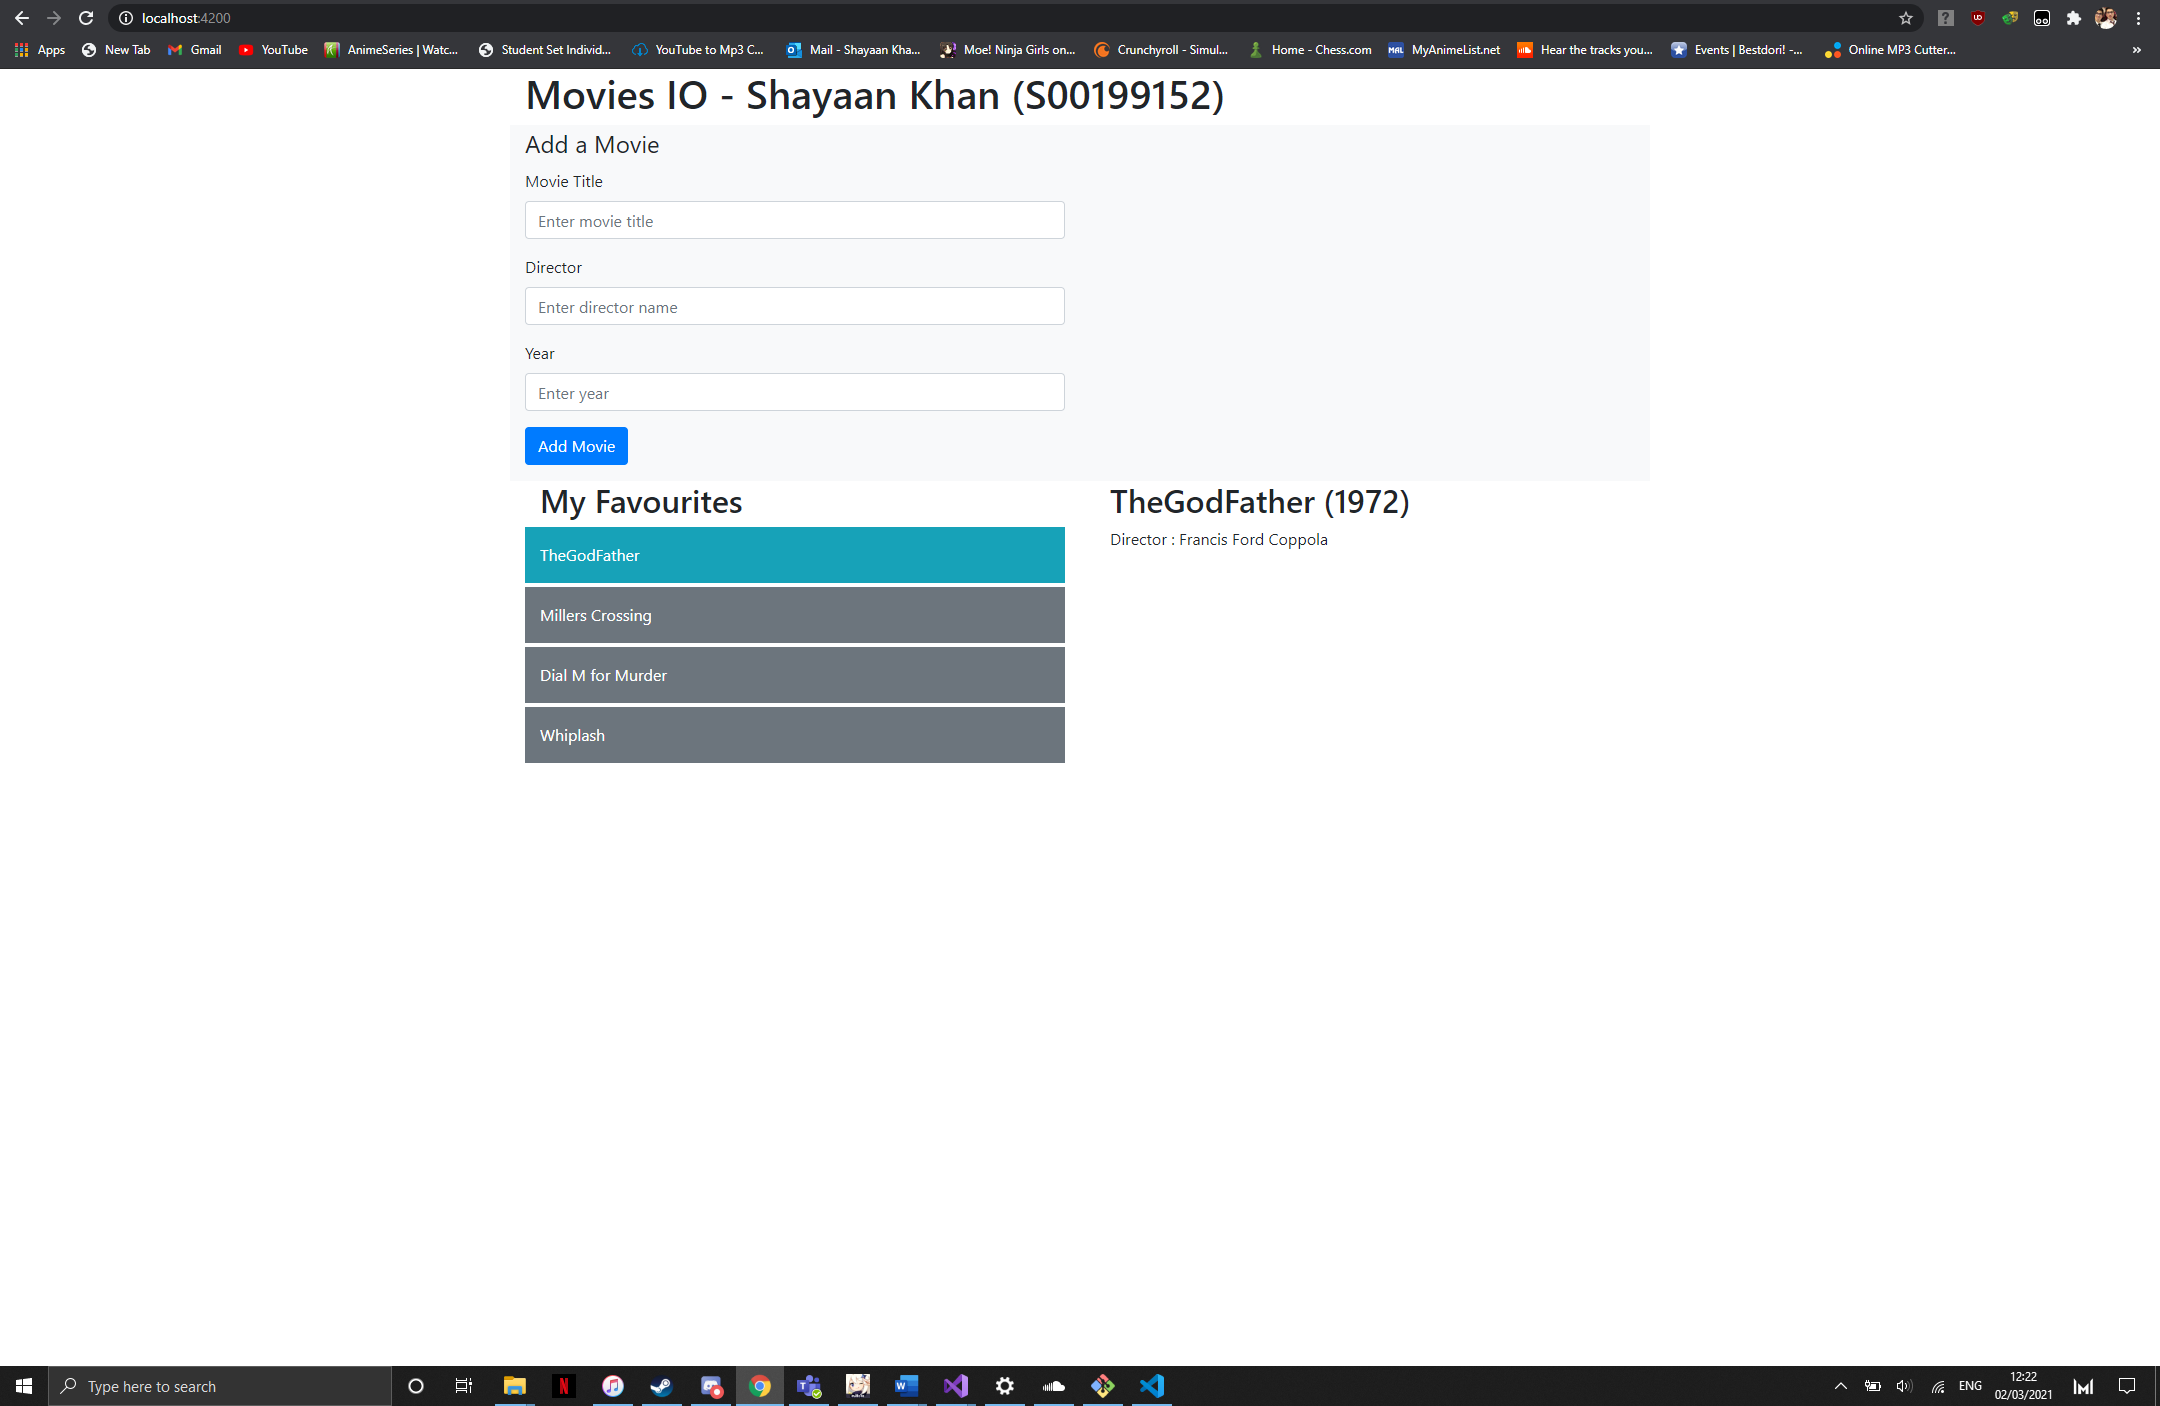 localhost:4200
Apps New Tab Gmail YouTube AnimeSeries | Watc... Student Set Individ... YouTube to Mp3 C... Mail - Shayaan Kha... Moe! Ninja Girls on... Crunchyroll - Simul... Home - Chess.com MyAnimeList.net Hear the tracks you... Events | Bestdori! -... Online MP3 Cutter... »
Movies IO - Shayaan Khan (S00199152)
Add a Movie
Movie Title
Enter movie title
Director
Enter director name
Year
Enter year
Add Movie
My Favourites
TheGodFather (1972)
Director : Francis Ford Coppola
TheGodFather
Millers Crossing
Dial M for Murder
Whiplash
Type here to search
ENG
12:22
02/03/2021